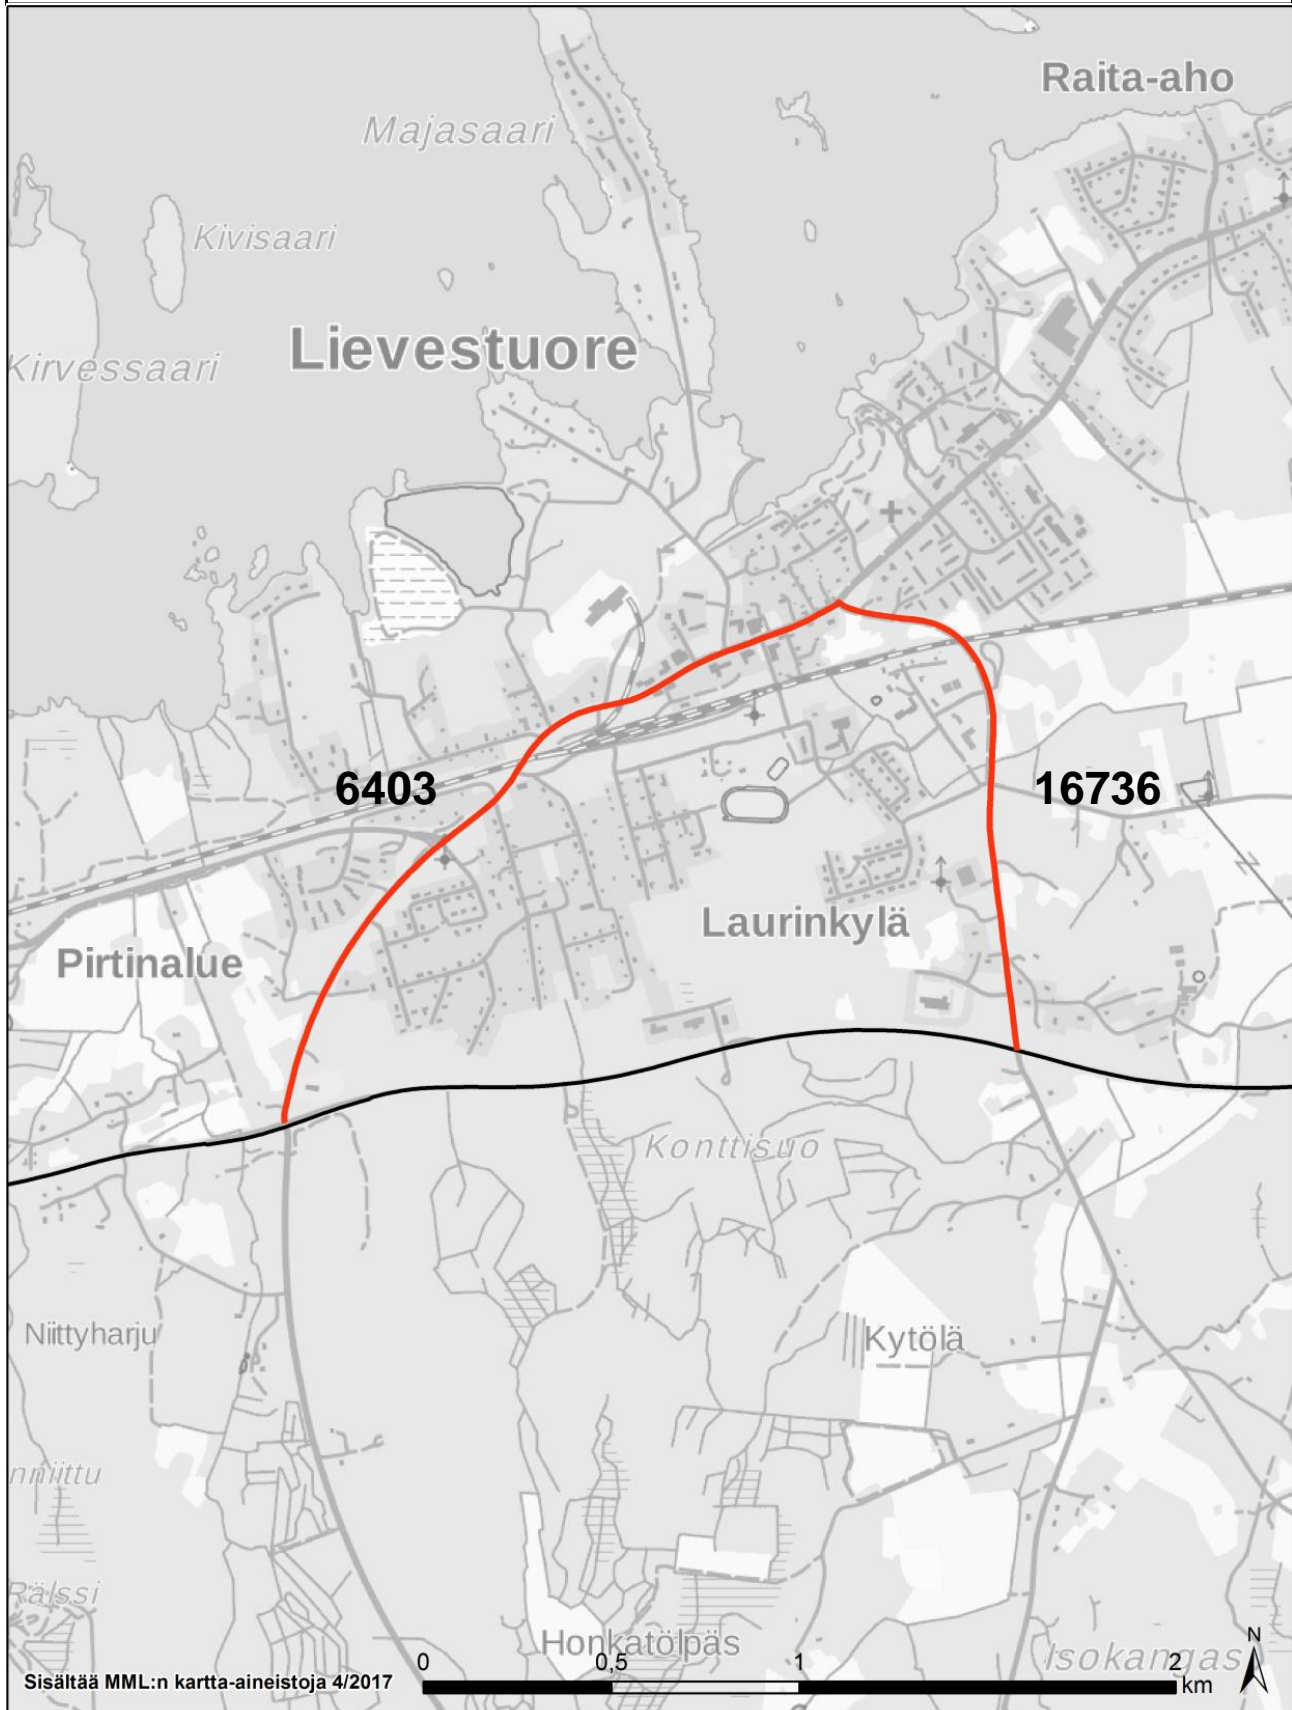 Raita-aho
Majasaari
Kivisaari
Lievestuore
Kirvessaari
6403
16736
Laurinkylä
Pirtinalue
Konttisuo
Niittyharju
Kytölä
nniittu
Rälssi
Honkatölpäs
Isokangas
N
0 0,5 1 2
km
Sisältää MML:n kartta-aineistoja 4/2017